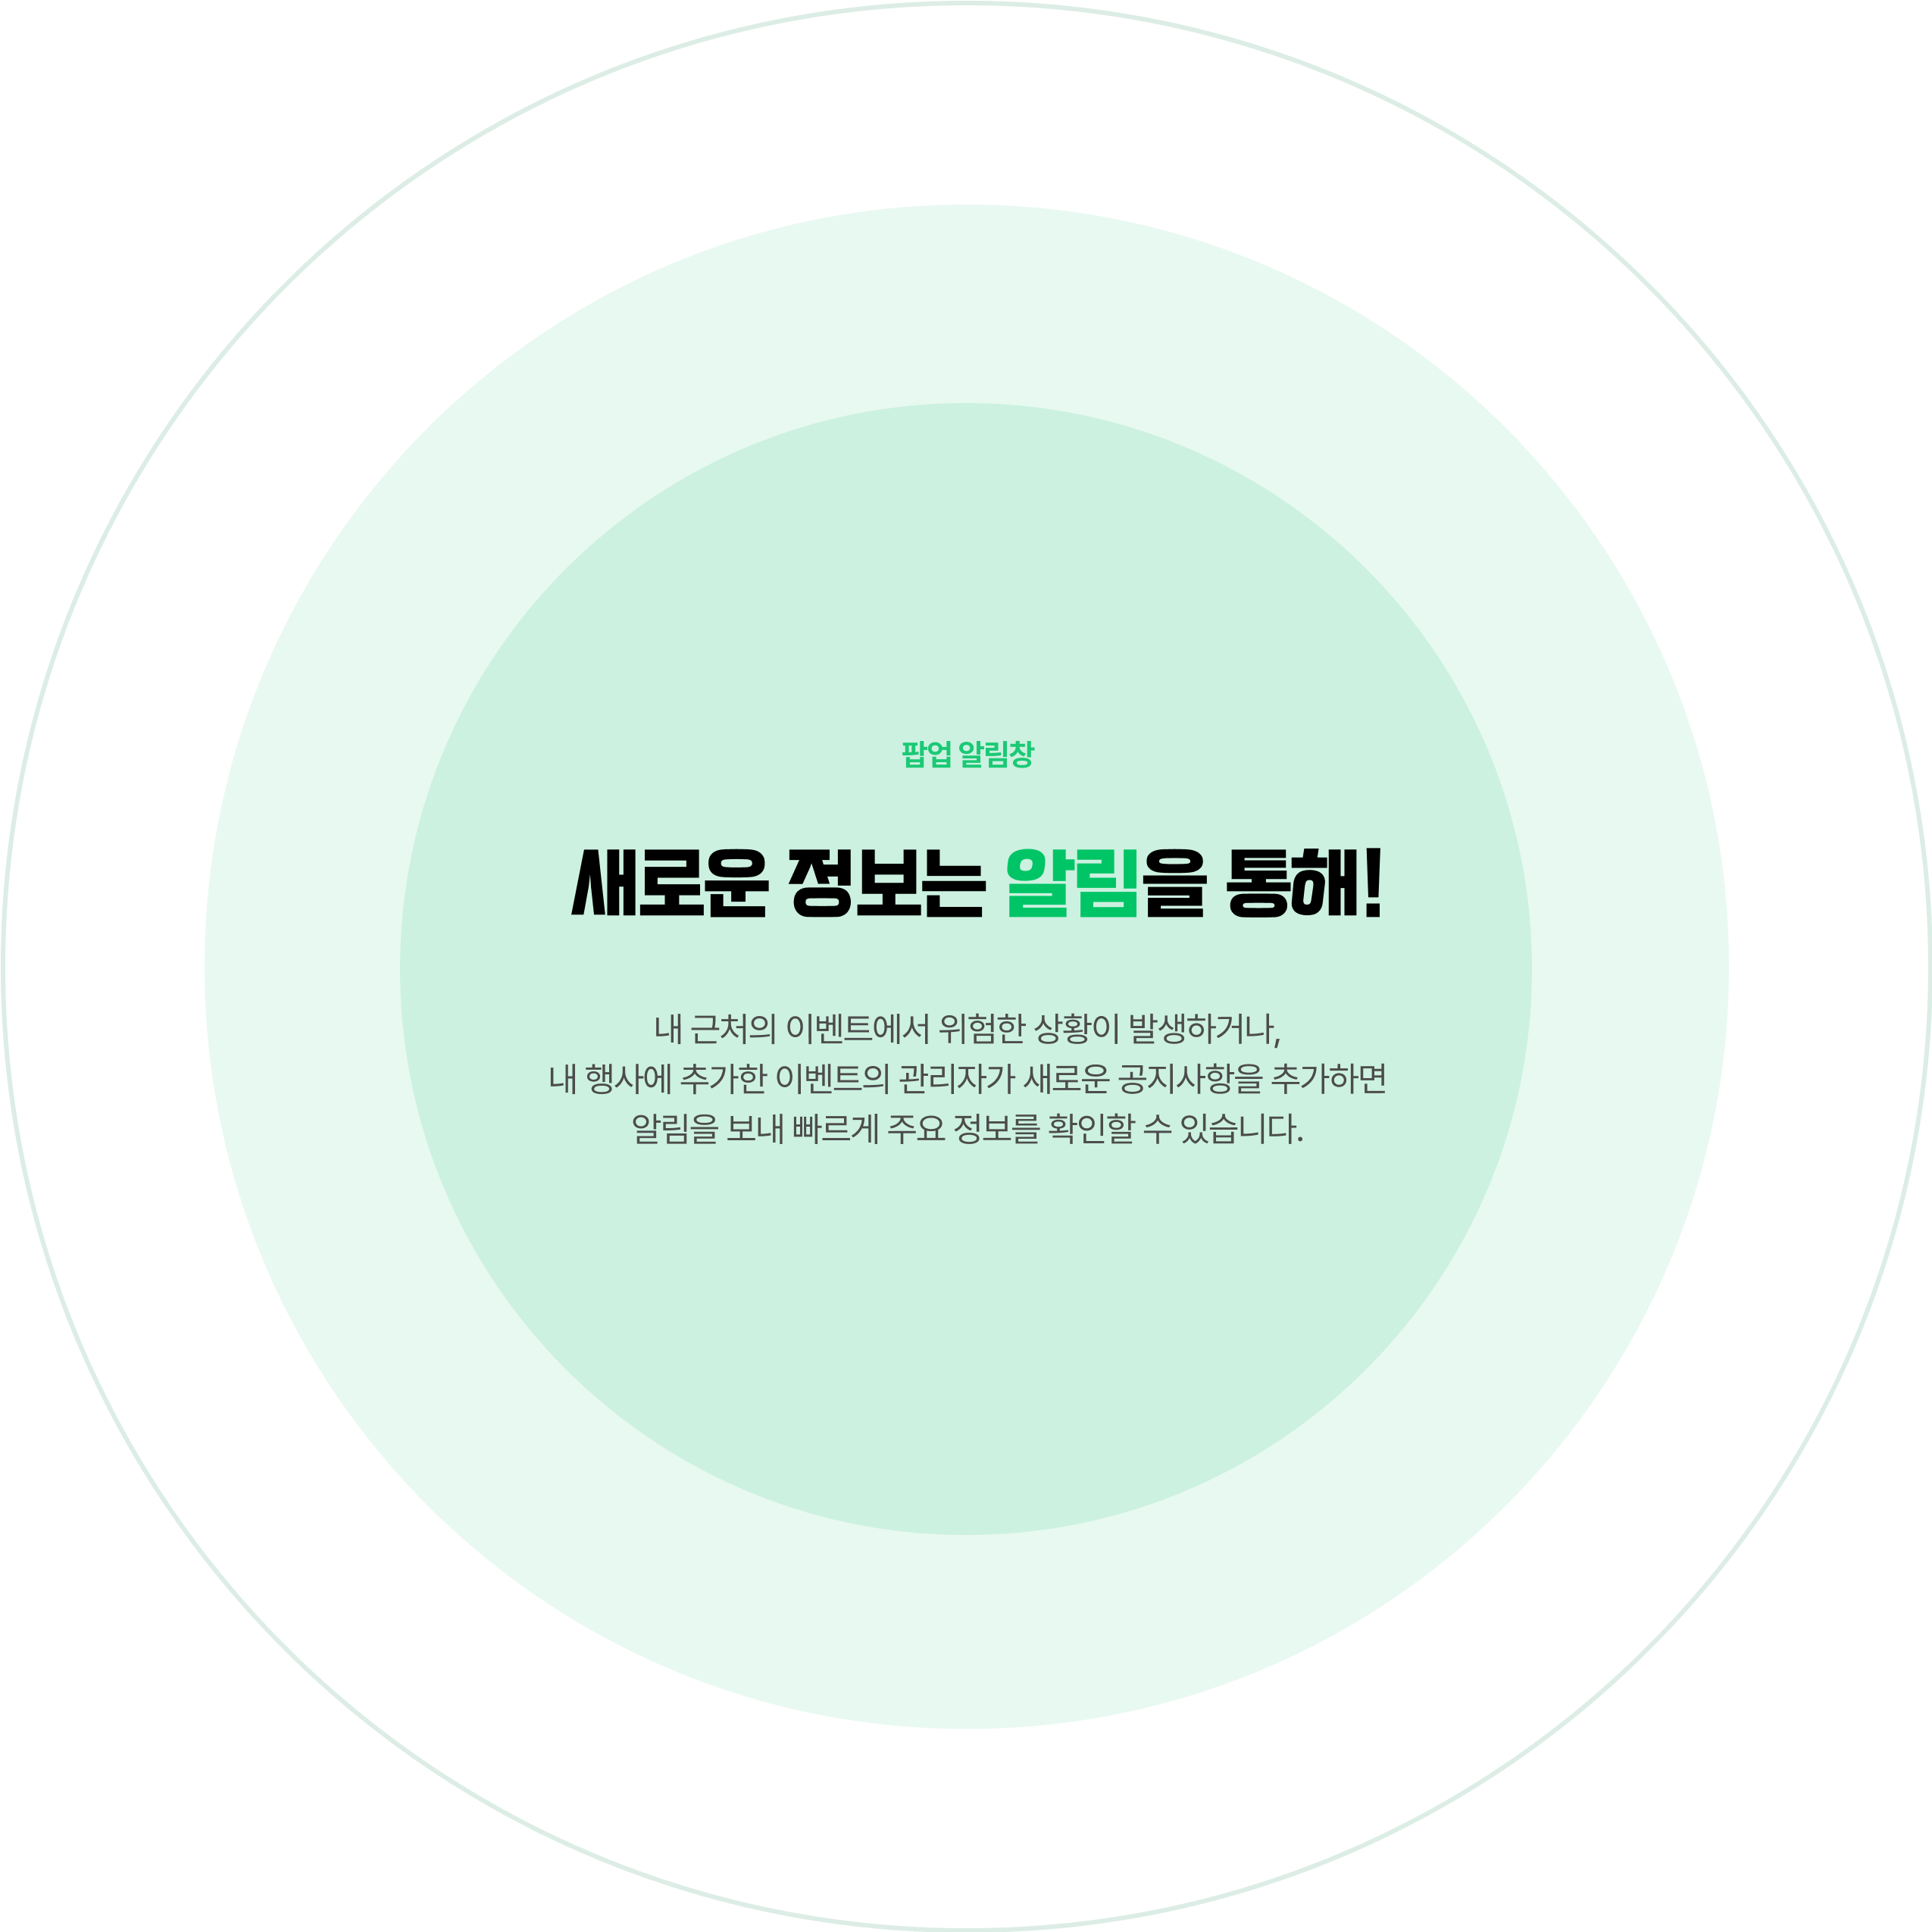 팝업 알림창
새로운 정보는 알림을 통해!
내 근처의 이벤트에서 위험한 상황이 발생하거나,
내 행사에 추가한 이벤트의 관리자가 새로운 공지사항을 추가하면
알림을 보내 빠르게 주요 정보를 확인할 수 있습니다.